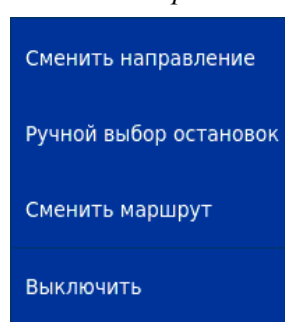 Сменить направление
Ручной выбор остановок
Сменить маршрут
Выключить